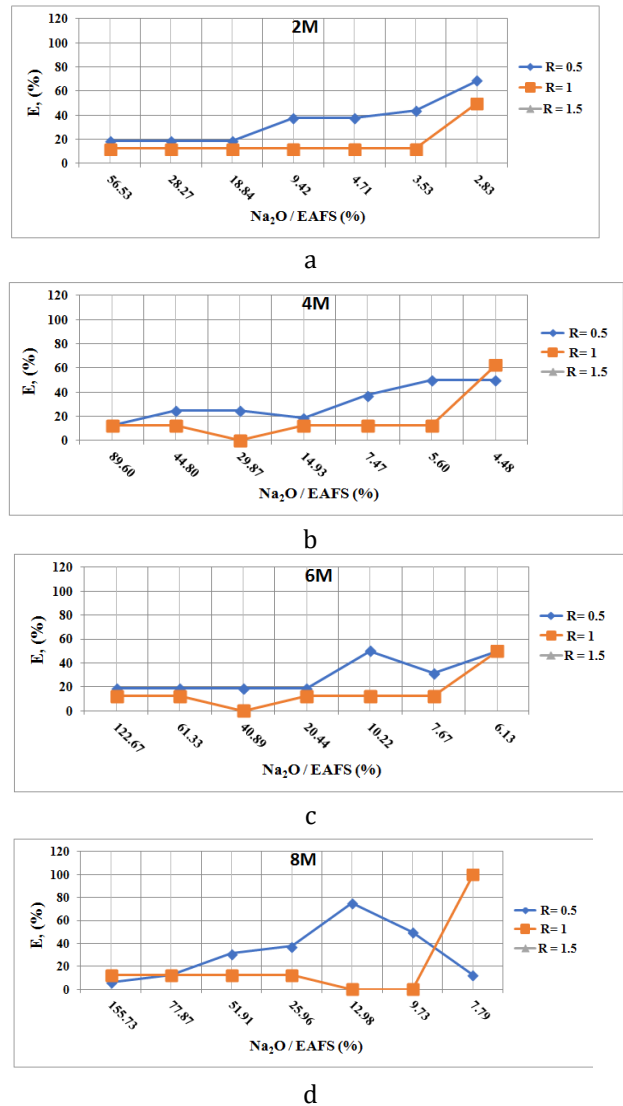 2M
120
100
80
60
40
20
0
E, (%)
56.53 28.27 18.84 9.42 4.71 3.53 2.83
Na₂O / EAFS (%)
R= 0.5
R= 1
R = 1.5
a
4M
120
100
80
60
40
20
0
E, (%)
89.60 44.80 29.87 14.93 7.47 5.60 4.48
Na₂O / EAFS (%)
R= 0.5
R= 1
R = 1.5
b
6M
120
100
80
60
40
20
0
E, (%)
122.67 61.33 40.89 20.44 10.22 7.67 6.13
Na₂O / EAFS (%)
R= 0.5
R= 1
R = 1.5
c
8M
120
100
80
60
40
20
0
E, (%)
155.73 77.87 51.91 25.96 12.98 9.73 7.79
Na₂O / EAFS (%)
R= 0.5
R= 1
R = 1.5
d